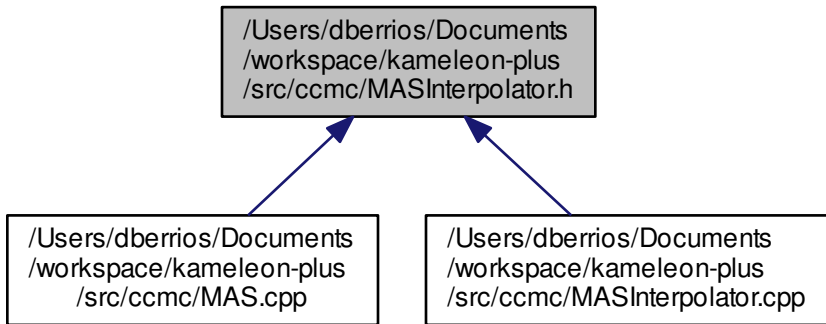 /Users/dberrios/Documents
/workspace/kameleon-plus
/src/ccmc/MASInterpolator.h
/Users/dberrios/Documents
/workspace/kameleon-plus
/src/ccmc/MAS.cpp
/Users/dberrios/Documents
/workspace/kameleon-plus
/src/ccmc/MASInterpolator.cpp